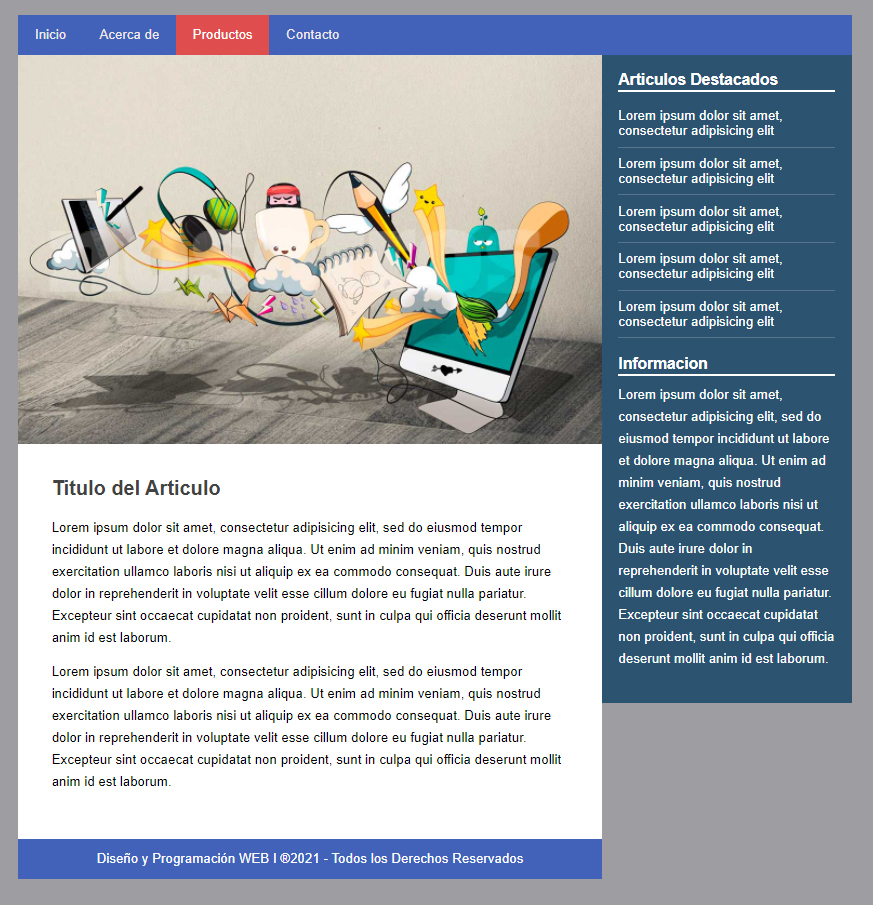 Inicio Acerca de Productos Contacto
Titulo del Articulo
Lorem ipsum dolor sit amet, consectetur adipisicing elit, sed do eiusmod tempor
incididunt ut labore et dolore magna aliqua. Ut enim ad minim veniam, quis nostrud
exercitation ullamco laboris nisi ut aliquip ex ea commodo consequat. Duis aute irure
dolor in reprehenderit in voluptate velit esse cillum dolore eu fugiat nulla pariatur.
Excepteur sint occaecat cupidatat non proident, sunt in culpa qui officia deserunt mollit
anim id est laborum.
Lorem ipsum dolor sit amet, consectetur adipisicing elit, sed do eiusmod tempor
incididunt ut labore et dolore magna aliqua. Ut enim ad minim veniam, quis nostrud
exercitation ullamco laboris nisi ut aliquip ex ea commodo consequat. Duis aute irure
dolor in reprehenderit in voluptate velit esse cillum dolore eu fugiat nulla pariatur.
Excepteur sint occaecat cupidatat non proident, sunt in culpa qui officia deserunt mollit
anim id est laborum.
Articulos Destacados
Lorem ipsum dolor sit amet,
consectetur adipisicing elit
Lorem ipsum dolor sit amet,
consectetur adipisicing elit
Lorem ipsum dolor sit amet,
consectetur adipisicing elit
Lorem ipsum dolor sit amet,
consectetur adipisicing elit
Lorem ipsum dolor sit amet,
consectetur adipisicing elit
Informacion
Lorem ipsum dolor sit amet,
consectetur adipisicing elit, sed do
eiusmod tempor incididunt ut labore
et dolore magna aliqua. Ut enim ad
minim veniam, quis nostrud
exercitation ullamco laboris nisi ut
aliquip ex ea commodo consequat.
Duis aute irure dolor in
reprehenderit in voluptate velit esse
cillum dolore eu fugiat nulla pariatur.
Excepteur sint occaecat cupidatat
non proident, sunt in culpa qui officia
deserunt mollit anim id est laborum.
Diseño y Programación WEB I ®2021 - Todos los Derechos Reservados